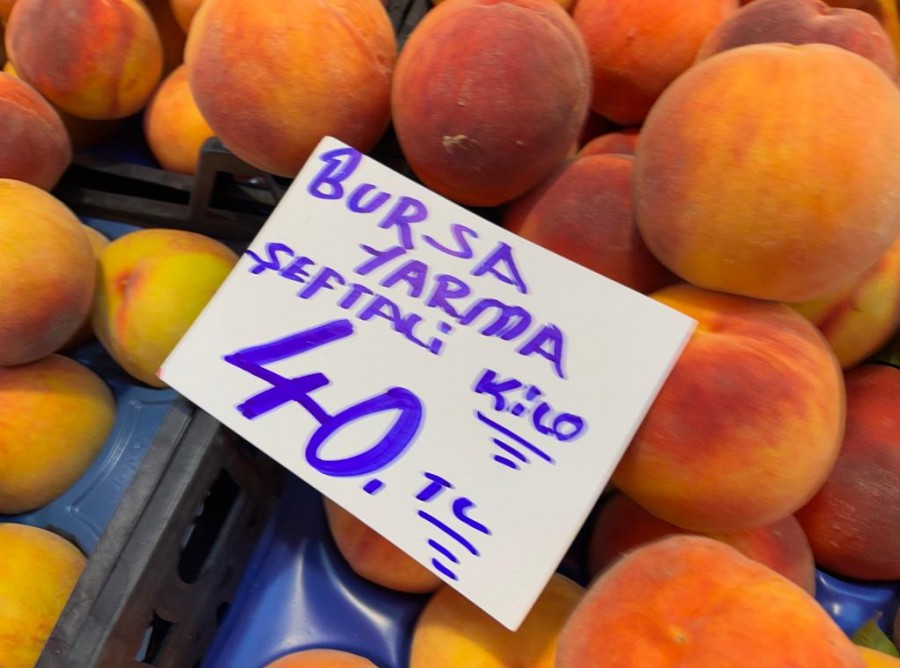 BURSA
YARMA
ŞEFTALİ
40.
KİLO
TL